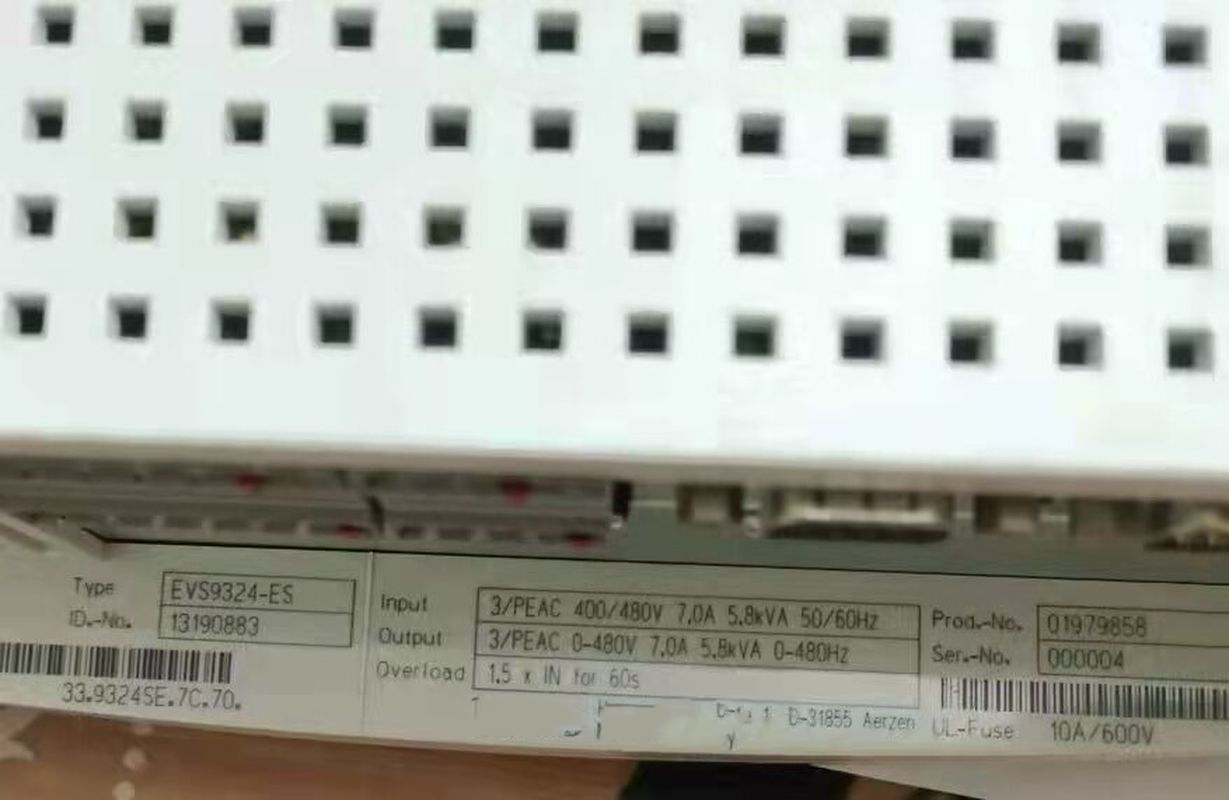 Type EVS9324-ES
ID.-No. 13190883
33.9324SE.7C.70.
Input 3/PEAC 400/480V 7,0A 5,8kVA 50/60Hz
Output 3/PEAC 0-480V 7,0A 5,8kVA 0-480Hz
Overload 1.5 x IN for 60s
D-31855 Aerzen
Prod.-No. 01979858
Ser.-No. 000004
UL-Fuse 10A/600V